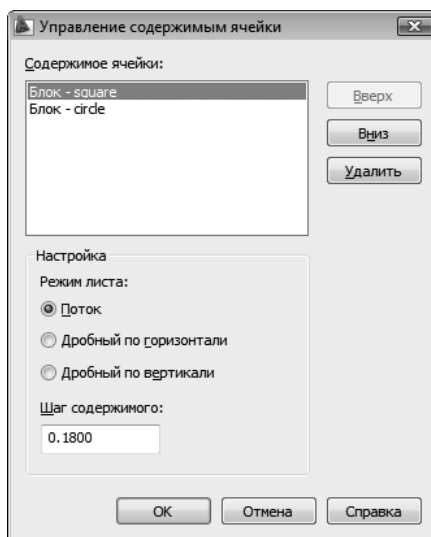 Управление содержимым ячейки
Содержимое ячейки:
Блок - square
Блок - circle
Вверх
Вниз
Удалить
Настройка
Режим листа:
Поток
Дробный по горизонтали
Дробный по вертикали
Шаг содержимого:
0.1800
OK
Отмена
Справка